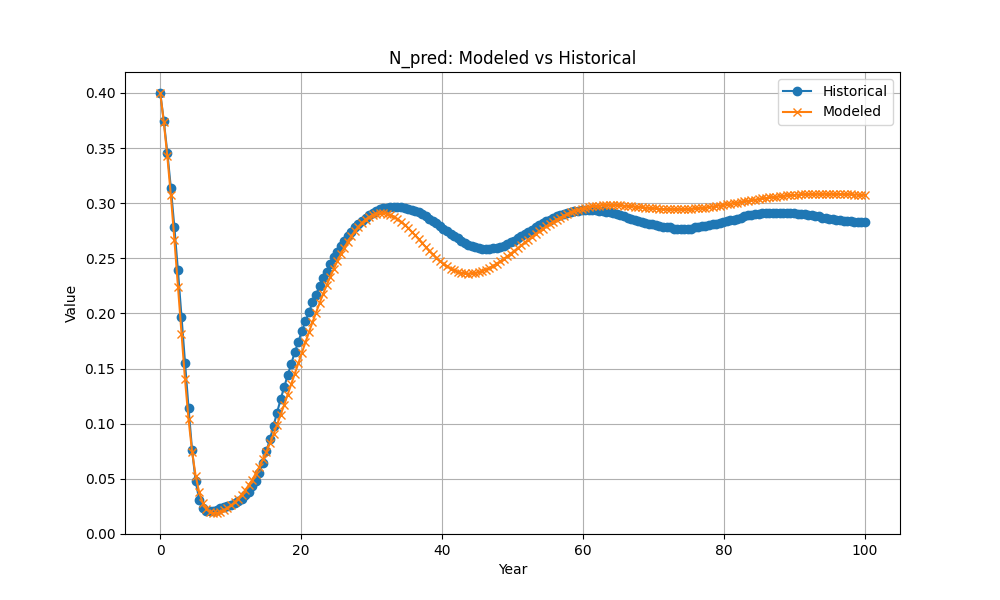 N_pred: Modeled vs Historical
Historical
Modeled
0.40
0.35
0.30
0.25
0.20
0.15
0.10
0.05
0.00
Value
0 20 40 60 80 100
Year